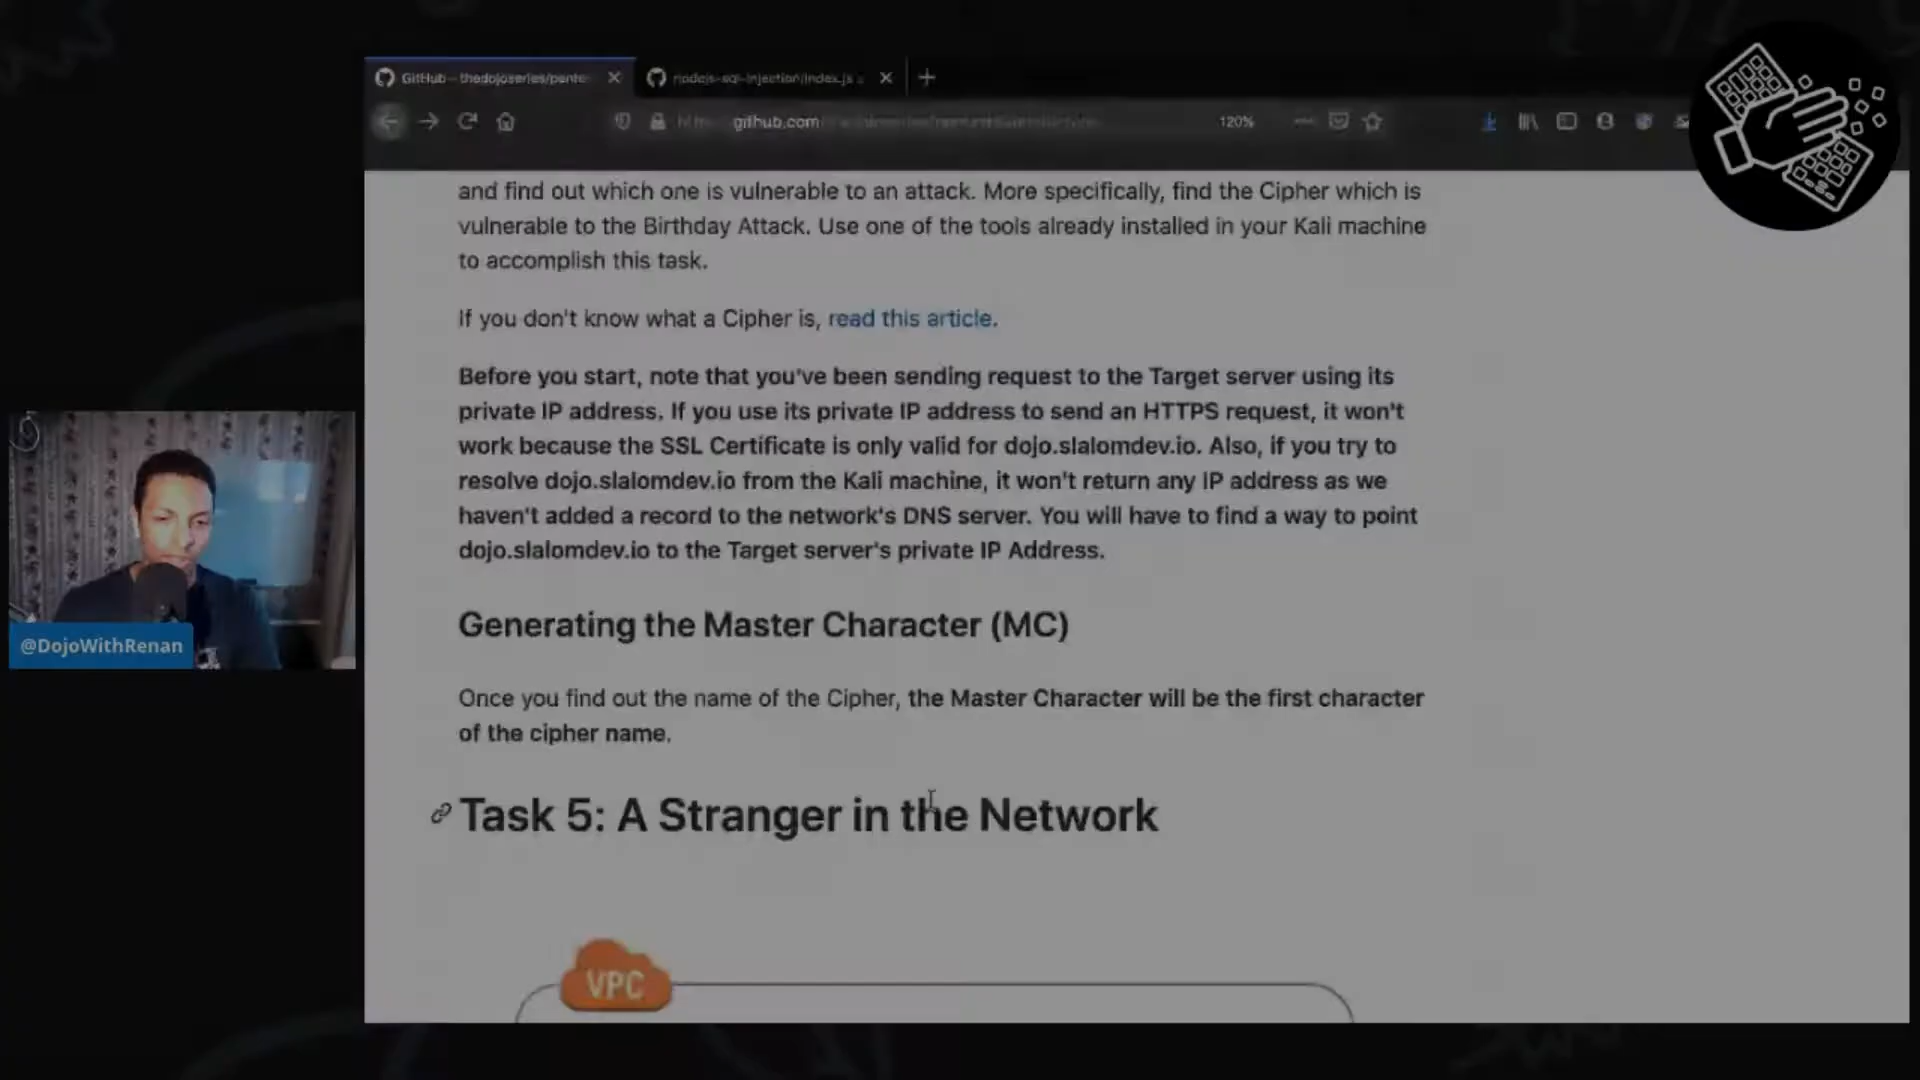 GitHub - thedojoseries/pente
nodejs-sql-injection/index.js
github.com
120%
and find out which one is vulnerable to an attack. More specifically, find the Cipher which is
vulnerable to the Birthday Attack. Use one of the tools already installed in your Kali machine
to accomplish this task.
If you don't know what a Cipher is, read this article.
Before you start, note that you've been sending request to the Target server using its
private IP address. If you use its private IP address to send an HTTPS request, it won't
work because the SSL Certificate is only valid for dojo.slalomdev.io. Also, if you try to
resolve dojo.slalomdev.io from the Kali machine, it won't return any IP address as we
haven't added a record to the network's DNS server. You will have to find a way to point
dojo.slalomdev.io to the Target server's private IP Address.
@DojoWithRenan
Generating the Master Character (MC)
Once you find out the name of the Cipher, the Master Character will be the first character
of the cipher name.
Task 5: A Stranger in the Network
VPC